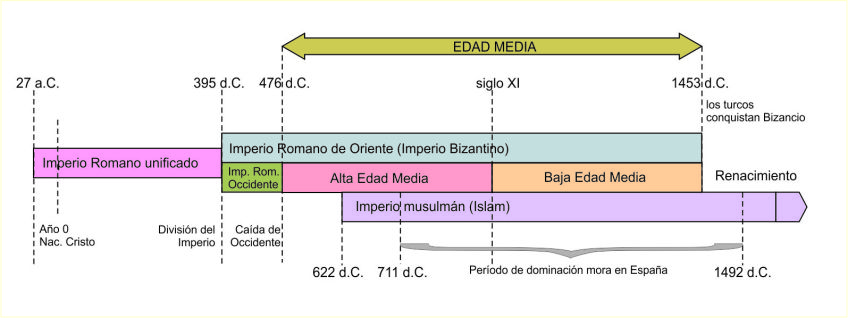 EDAD MEDIA
27 a.C.
395 d.C.
476 d.C.
siglo XI
1453 d.C.
los turcos
conquistan Bizancio
Imperio Romano de Oriente (Imperio Bizantino)
Imperio Romano unificado
Imp. Rom.
Occidente
Alta Edad Media
Baja Edad Media
Renacimiento
Imperio musulmán (Islam)
Año 0
Nac. Cristo
División del
Imperio
Caída de
Occidente
622 d.C.
711 d.C.
Período de dominación mora en España
1492 d.C.